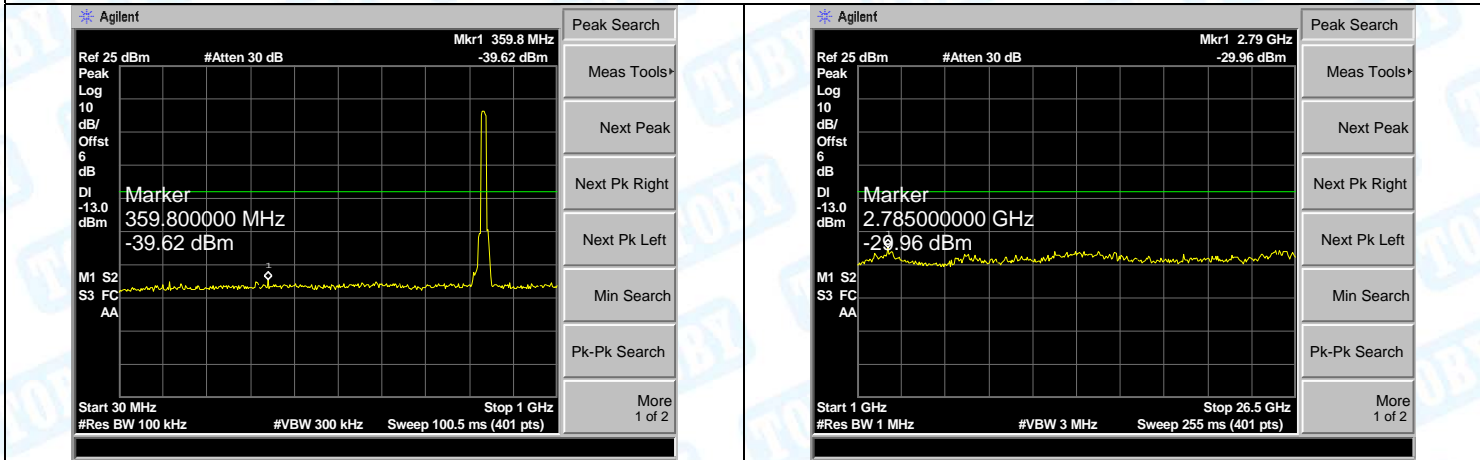 Agilent
Peak Search
Mkr1 359.8 MHz
Ref 25 dBm #Atten 30 dB -39.62 dBm
Peak
Log
10
dB/
Offst
6
dB
DI
-13.0
dBm
M1 S2
S3 FC
AA
Marker
359.800000 MHz
-39.62 dBm
1
Start 30 MHz Stop 1 GHz
#Res BW 100 kHz #VBW 300 kHz Sweep 100.5 ms (401 pts)
Meas Tools
Next Peak
Next Pk Right
Next Pk Left
Min Search
Pk-Pk Search
More
1 of 2
Agilent
Peak Search
Mkr1 2.79 GHz
Ref 25 dBm #Atten 30 dB -29.96 dBm
Peak
Log
10
dB/
Offst
6
dB
DI
-13.0
dBm
M1 S2
S3 FC
AA
Marker
2.785000000 GHz
-29.96 dBm
Start 1 GHz Stop 26.5 GHz
#Res BW 1 MHz #VBW 3 MHz Sweep 255 ms (401 pts)
Meas Tools
Next Peak
Next Pk Right
Next Pk Left
Min Search
Pk-Pk Search
More
1 of 2
TOBY
TOBY
TOBY